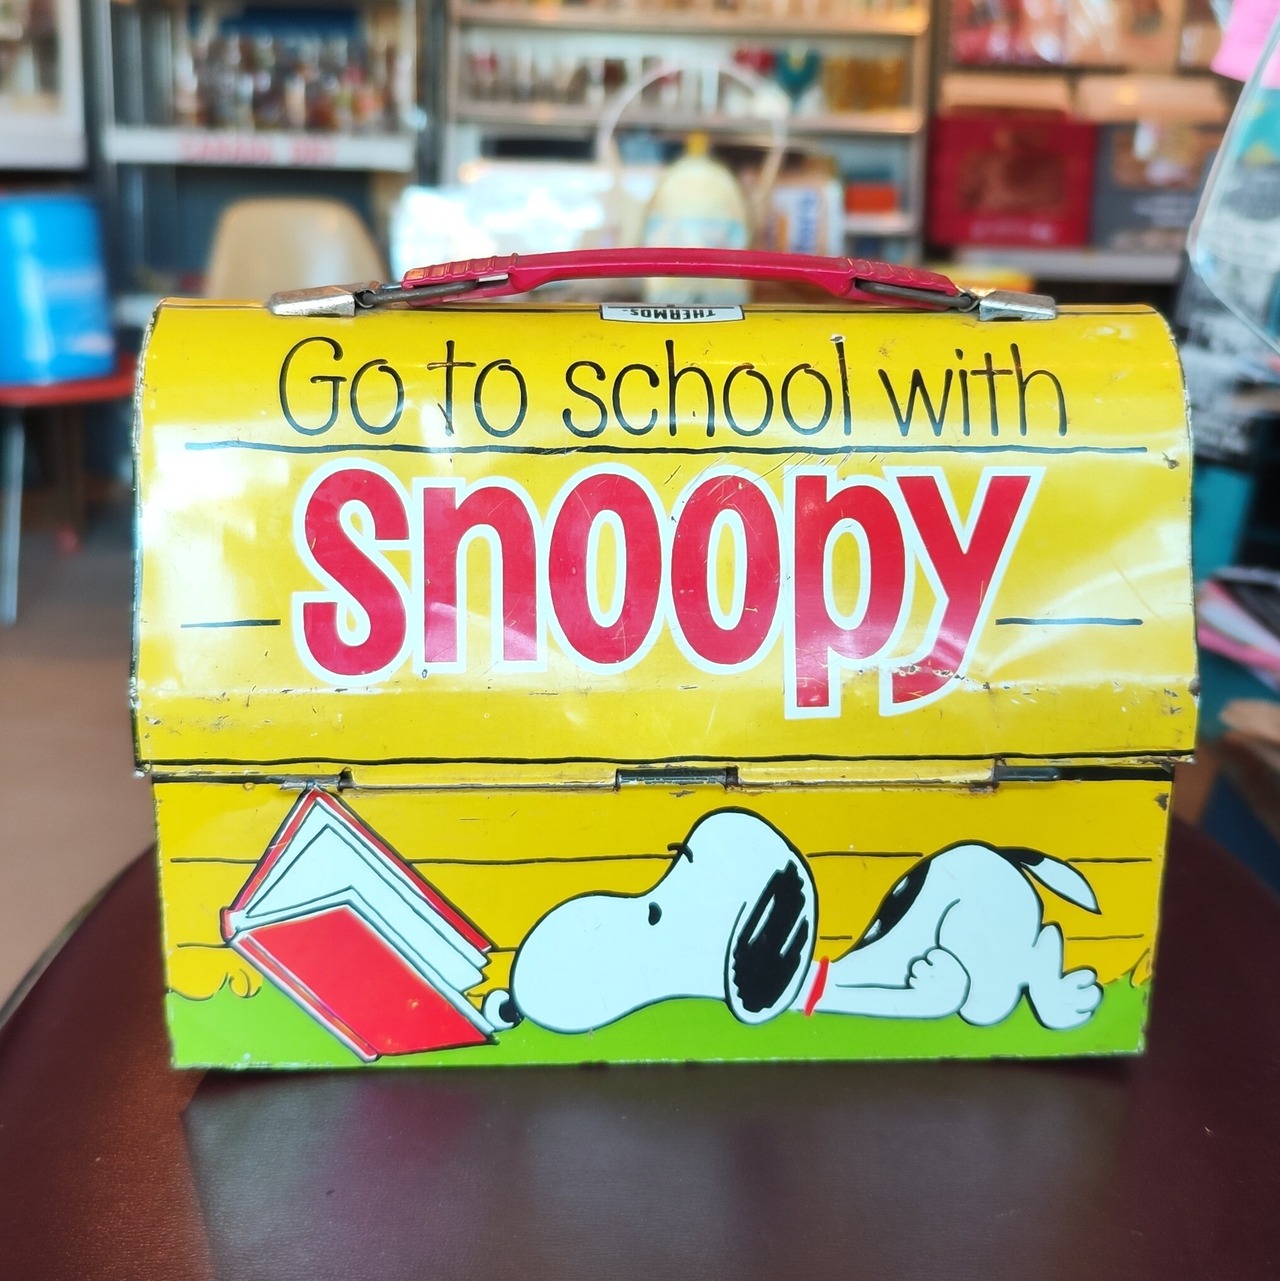 THERMOS
Go to school with
snoopy